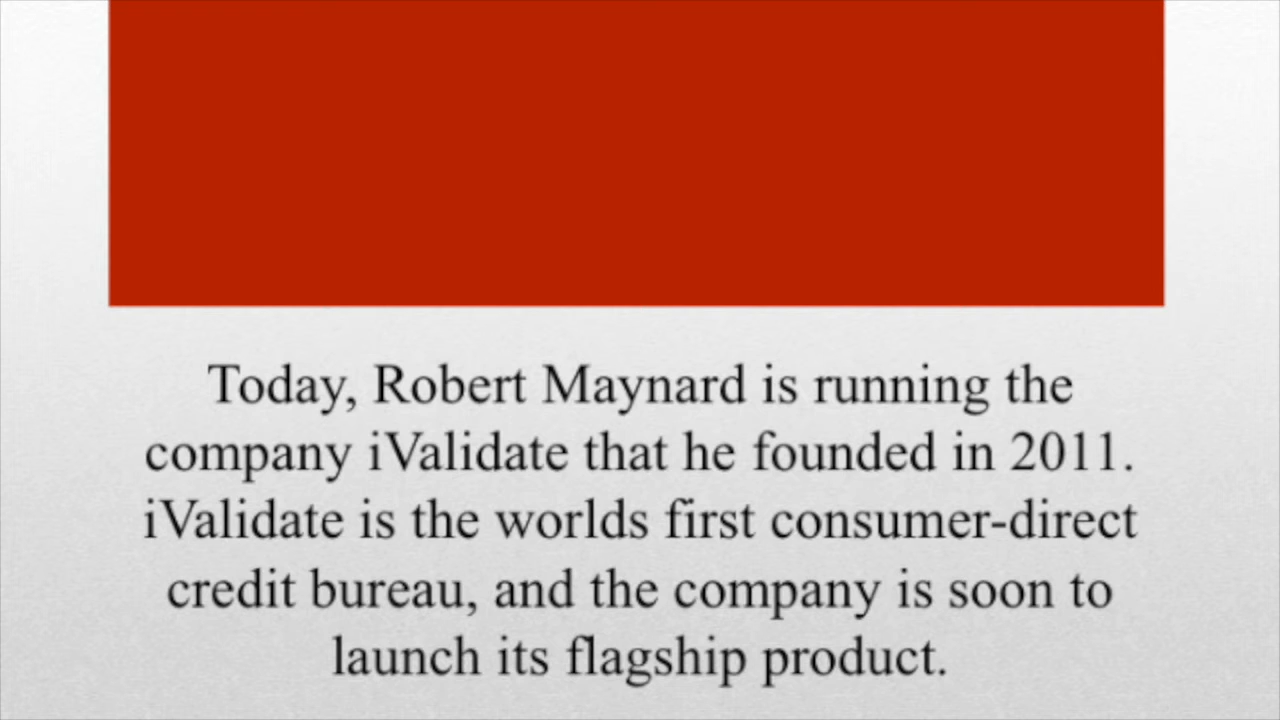 Today, Robert Maynard is running the
company iValidate that he founded in 2011.
iValidate is the worlds first consumer-direct
credit bureau, and the company is soon to
launch its flagship product.